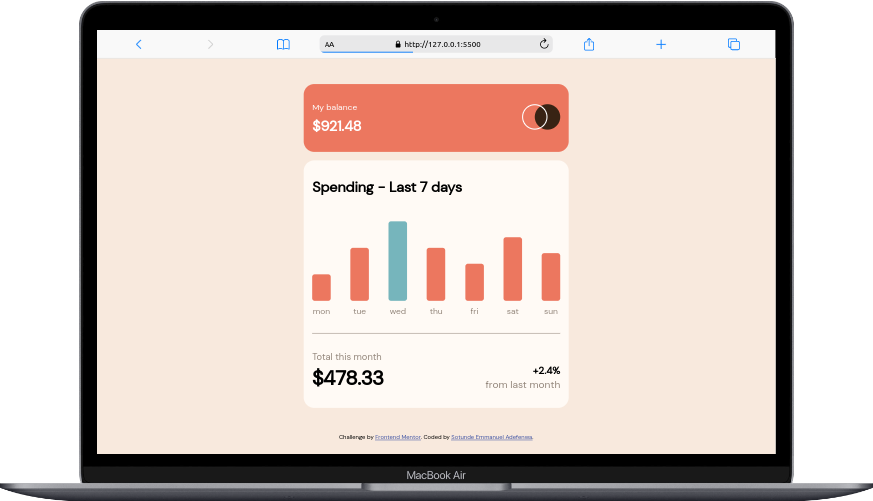 AA
http://127.0.0.1:5500
My balance
$921.48
Spending - Last 7 days
mon tue wed thu fri sat sun
Total this month
$478.33
+2.4%
from last month
Challenge by Frontend Mentor. Coded by Sotunde Emmanuel Adefenwa.
MacBook Air